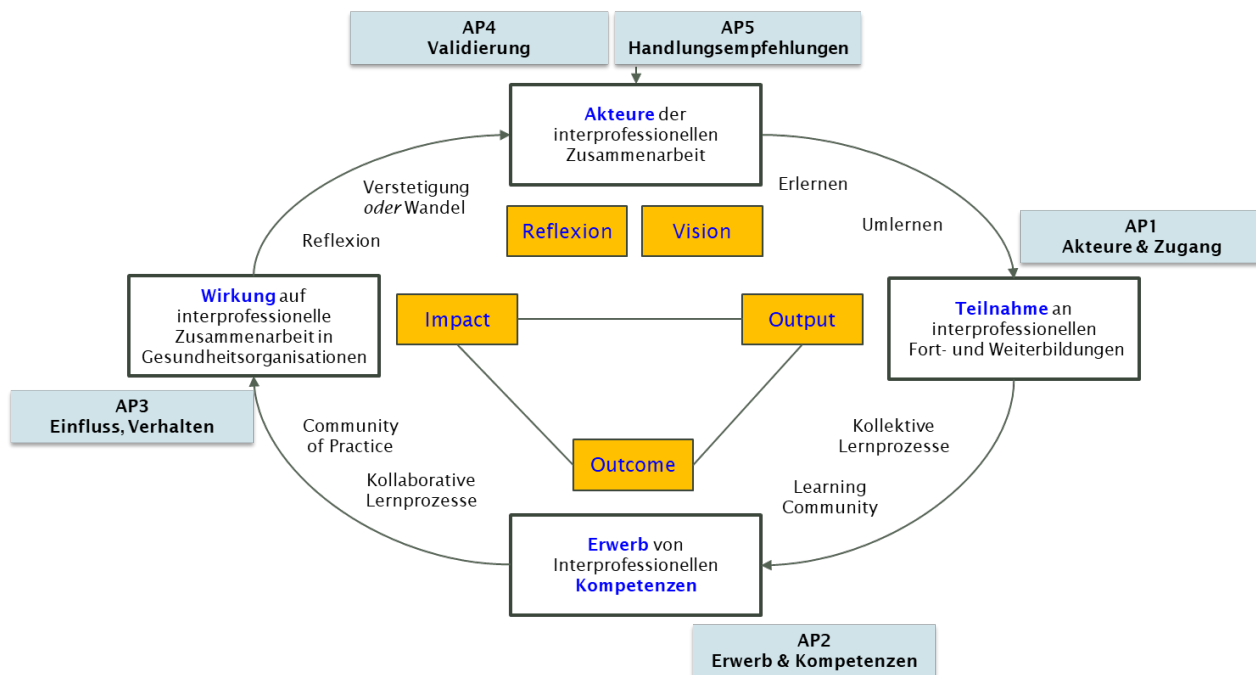 AP4
Validierung
AP5
Handlungsempfehlungen
Akteure der
interprofessionellen
Zusammenarbeit
Verstetigung
oder Wandel
Reflexion
Erlernen
Umlernen
Reflexion
Vision
AP1
Akteure & Zugang
Wirkung auf
interprofessionelle
Zusammenarbeit in
Gesundheitsorganisationen
Impact
Output
Teilnahme an
interprofessionellen
Fort- und Weiterbildungen
AP3
Einfluss, Verhalten
Community
of Practice
Kollaborative
Lernprozesse
Outcome
Kollektive
Lernprozesse
Learning
Community
Erwerb von
Interprofessionellen
Kompetenzen
AP2
Erwerb & Kompetenzen